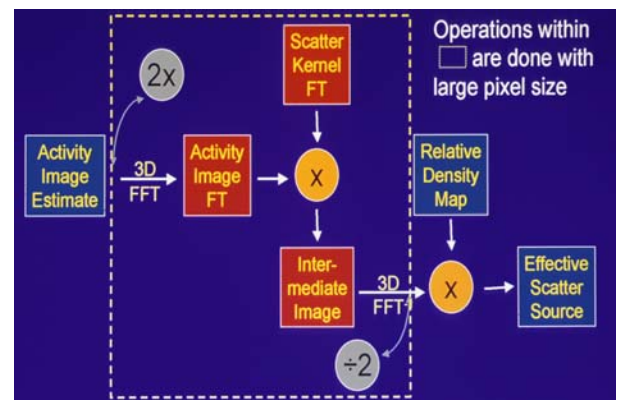 Operations within
are done with
large pixel size
2x
Scatter
Kernel
FT
Activity
Image
Estimate
3D
FFT
Activity
Image
FT
X
Relative
Density
Map
Inter-
mediate
Image
3D
FFT-
X
Effective
Scatter
Source
÷2